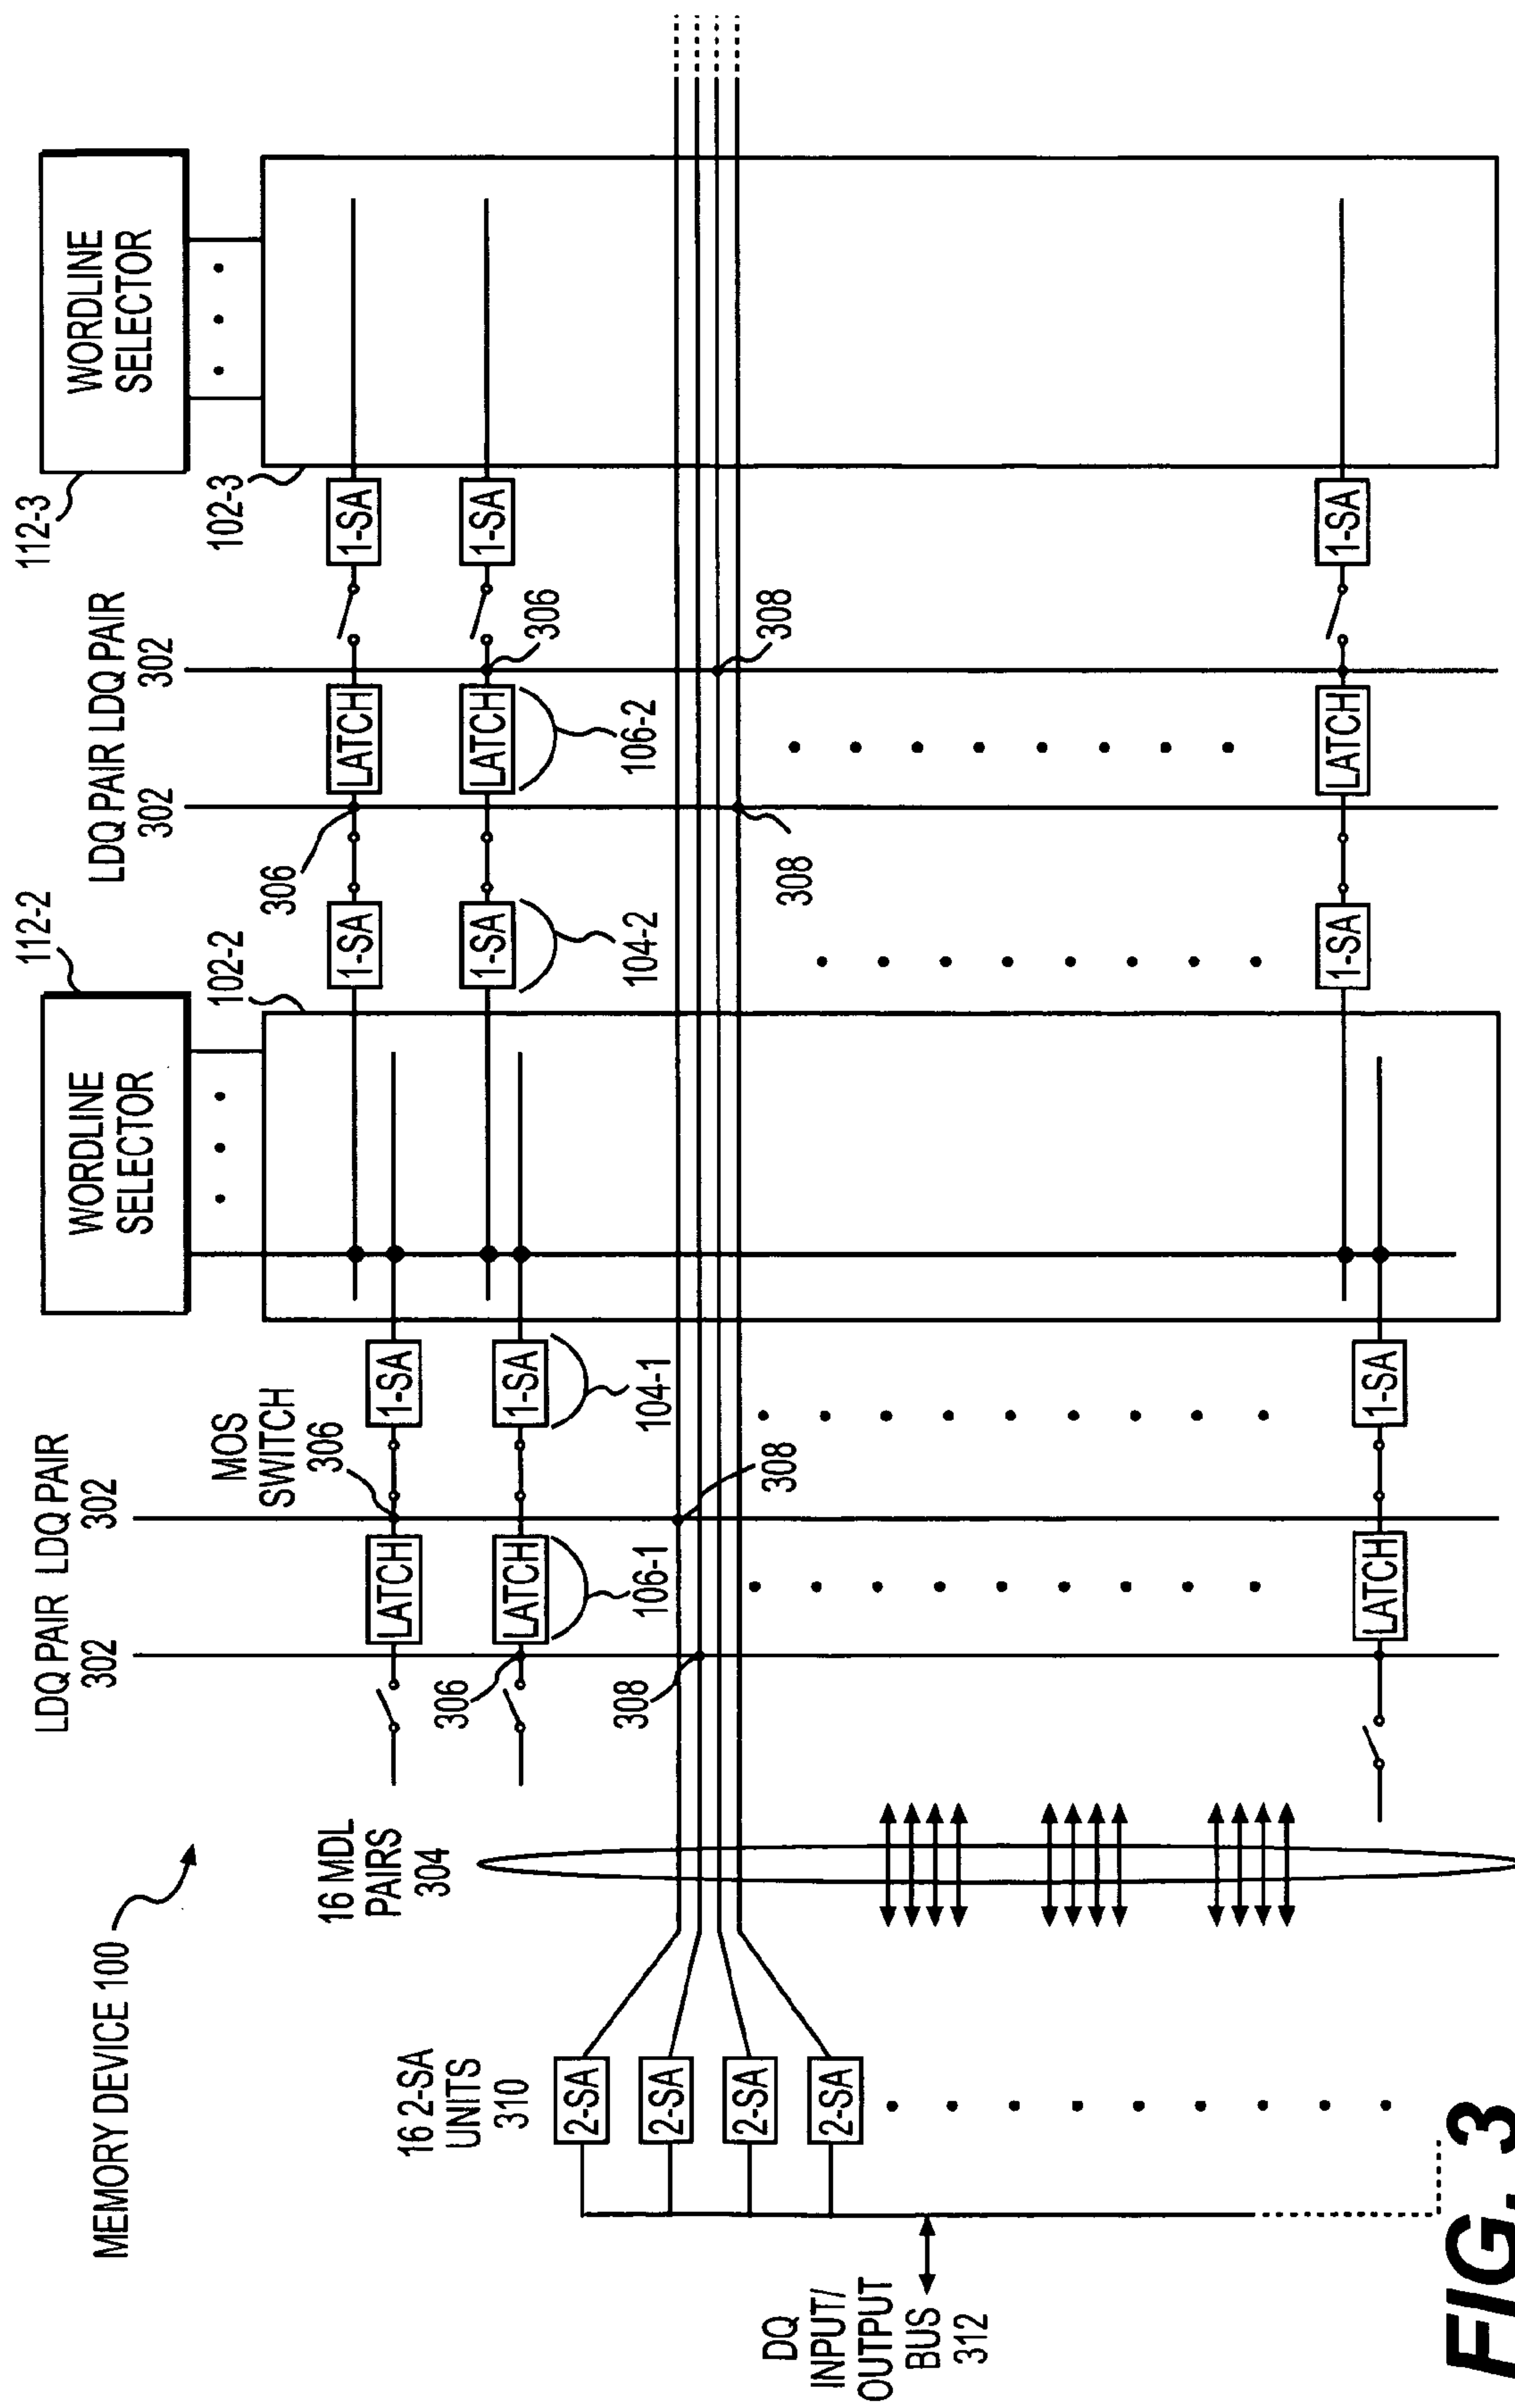 MEMORY DEVICE 100
112-2
112-3
WORDLINE
SELECTOR
WORDLINE
SELECTOR
LDQ PAIR LDQ PAIR
302 302
LDQ PAIR LDQ PAIR
302 302
MOS
SWITCH
306
102-2
102-3
306
16 MDL
PAIRS
304
LATCH
1-SA
1-SA
LATCH
1-SA
306
LATCH
106-1
1-SA
104-1
1-SA
104-2
LATCH
106-2
306
1-SA
16 2-SA
UNITS
310
308
308
308
308
2-SA
2-SA
2-SA
2-SA
DQ
INPUT/
OUTPUT
BUS
312
LATCH
1-SA
1-SA
LATCH
1-SA
FIG. 3